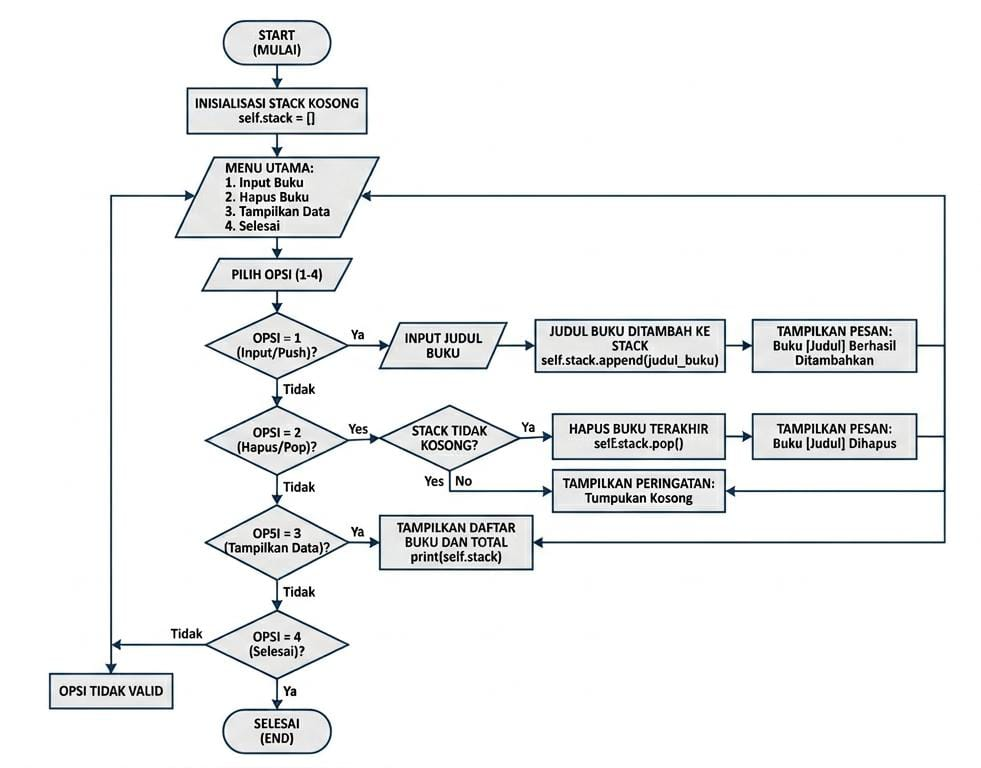 START
(MULAI)
INISIALISASI STACK KOSONG
self.stack = []
MENU UTAMA:
1. Input Buku
2. Hapus Buku
3. Tampilkan Data
4. Selesai
PILIH OPSI (1-4)
OPSI = 1
(Input/Push)?
Ya
INPUT JUDUL
BUKU
JUDUL BUKU DITAMBAH KE
STACK
self.stack.append(judul_buku)
TAMPILKAN PESAN:
Buku [Judul] Berhasil
Ditambahkan
Tidak
OPSI = 2
(Hapus/Pop)?
Yes
STACK TIDAK
KOSONG?
Ya
HAPUS BUKU TERAKHIR
self.stack.pop()
TAMPILKAN PESAN:
Buku [Judul] Dihapus
Yes No
TAMPILKAN PERINGATAN:
Tumpukan Kosong
Tidak
OPSI = 3
(Tampilkan Data)?
Ya
TAMPILKAN DAFTAR
BUKU DAN TOTAL
print(self.stack)
Tidak
OPSI = 4
(Selesai)?
Tidak
OPSI TIDAK VALID
Ya
SELESAI
(END)